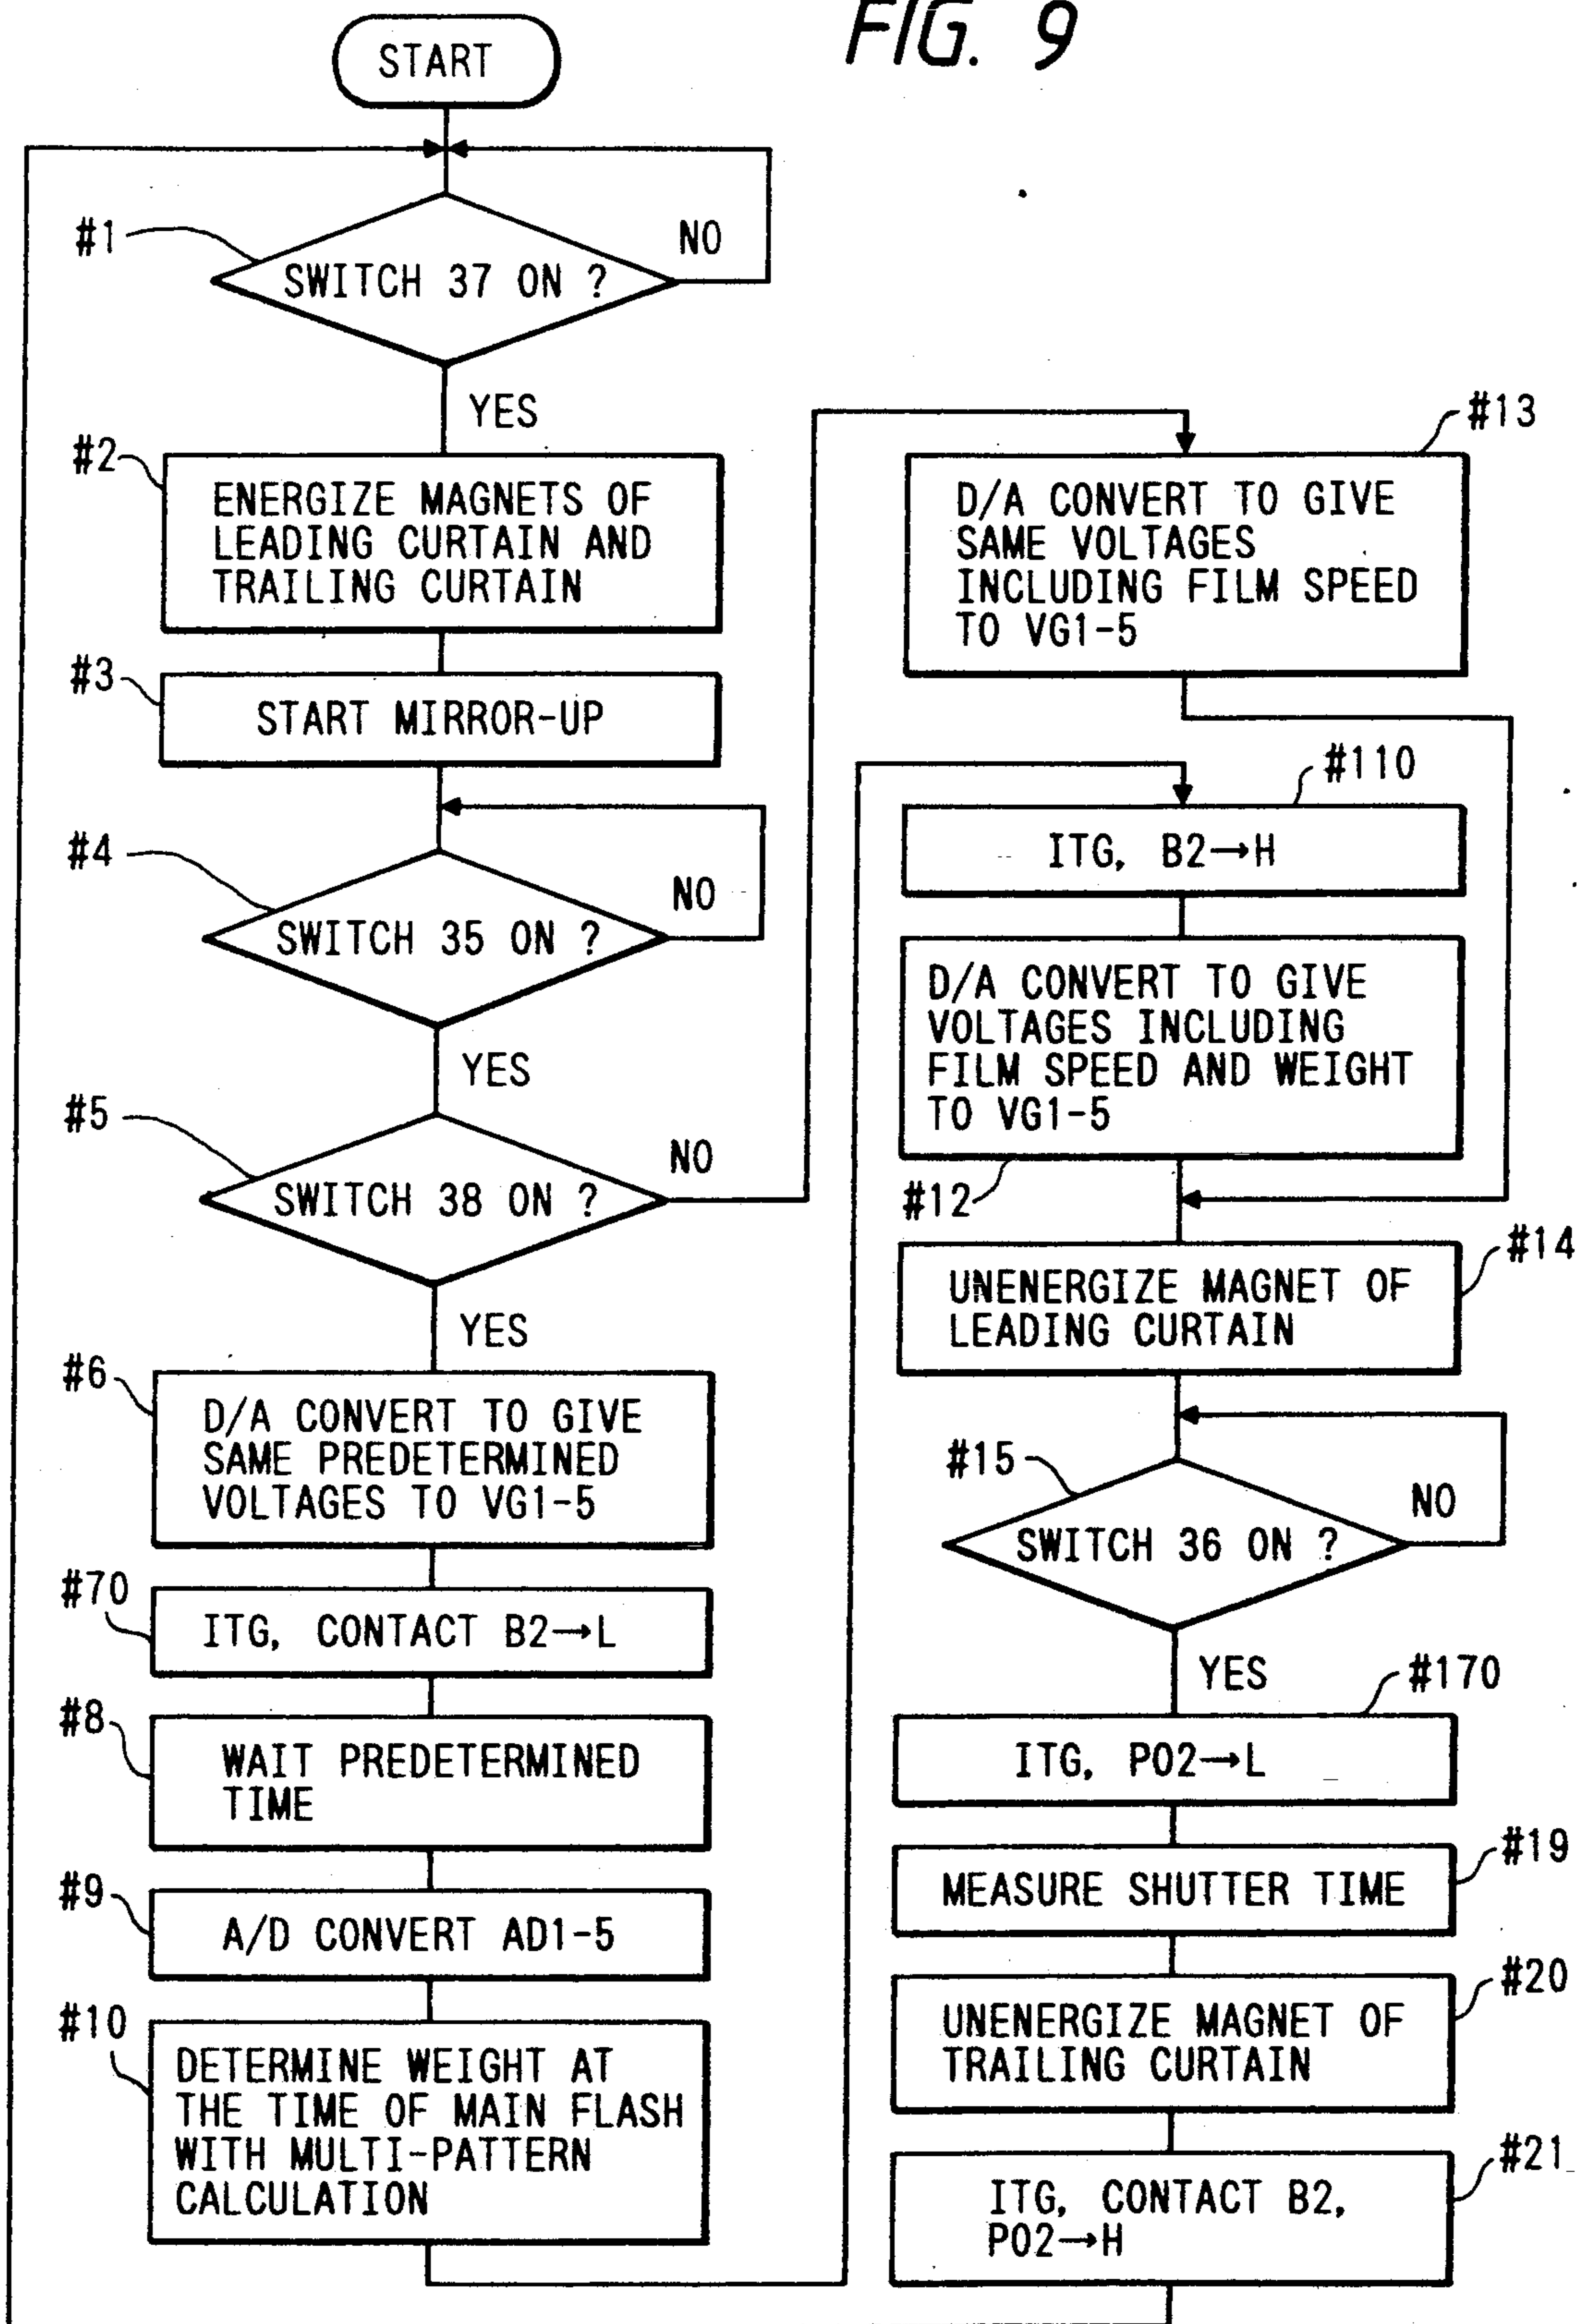 FIG. 9
START
#1
SWITCH 37 ON ?
NO
YES
#2
ENERGIZE MAGNETS OF
LEADING CURTAIN AND
TRAILING CURTAIN
#3
START MIRROR-UP
#4
SWITCH 35 ON ?
NO
YES
#5
SWITCH 38 ON ?
NO
YES
#6
D/A CONVERT TO GIVE
SAME PREDETERMINED
VOLTAGES TO VG1-5
#70
ITG, CONTACT B2→L
#8
WAIT PREDETERMINED
TIME
#9
A/D CONVERT AD1-5
#10
DETERMINE WEIGHT AT
THE TIME OF MAIN FLASH
WITH MULTI-PATTERN
CALCULATION
#13
D/A CONVERT TO GIVE
SAME VOLTAGES
INCLUDING FILM SPEED
TO VG1-5
#110
ITG, B2→H
D/A CONVERT TO GIVE
VOLTAGES INCLUDING
FILM SPEED AND WEIGHT
TO VG1-5
#12
#14
UNENERGIZE MAGNET OF
LEADING CURTAIN
#15
SWITCH 36 ON ?
NO
YES
#170
ITG, PO2→L
#19
MEASURE SHUTTER TIME
#20
UNENERGIZE MAGNET OF
TRAILING CURTAIN
#21
ITG, CONTACT B2,
PO2→H